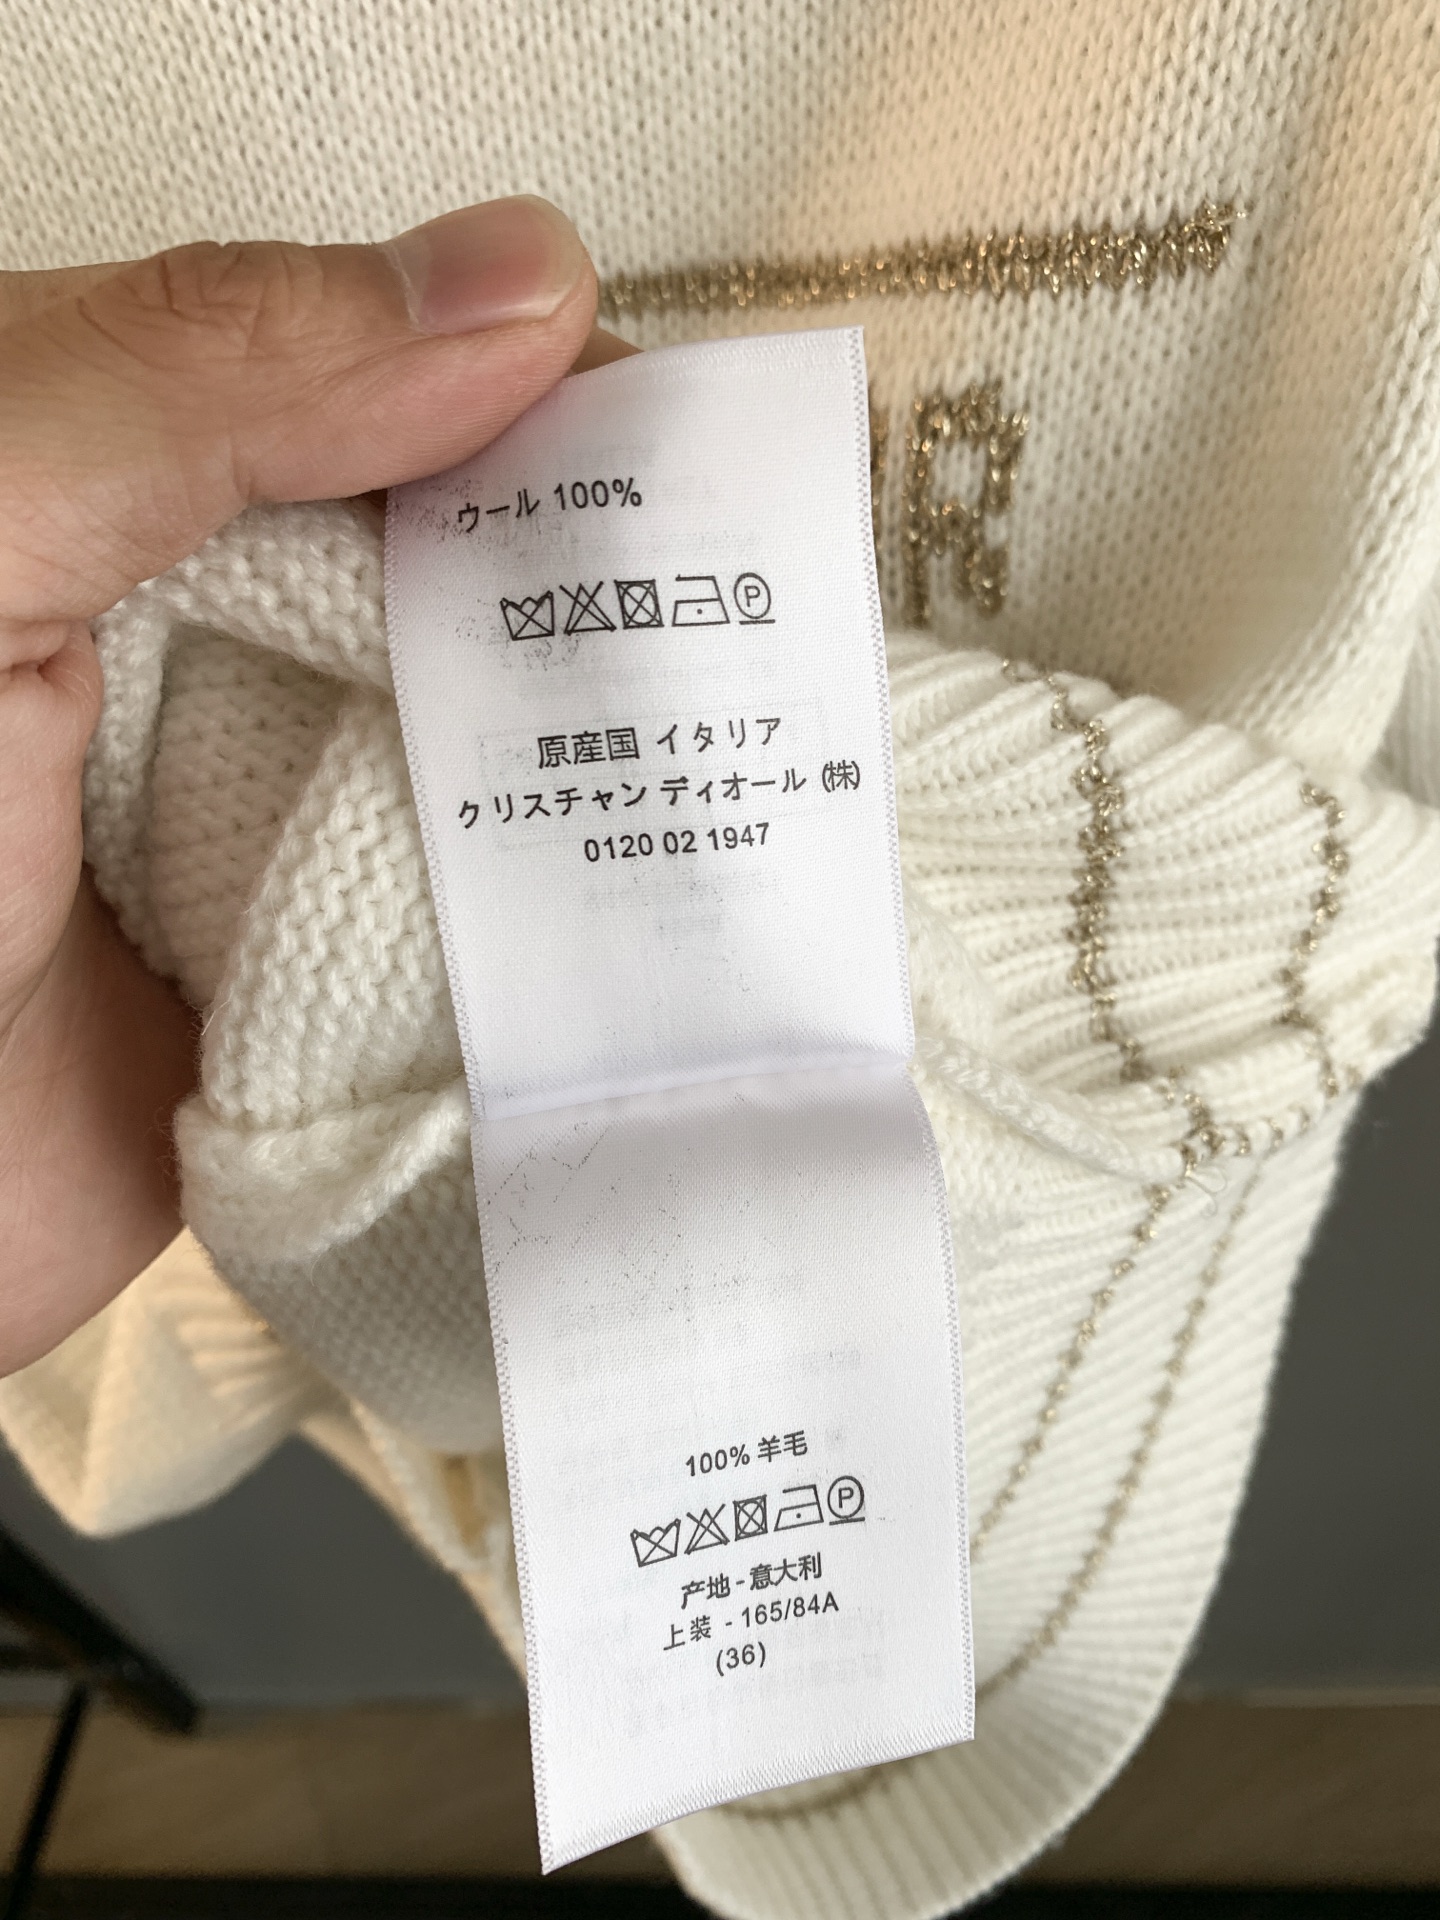 ウール 100%
P
原産国 イタリア
クリスチャン ディオール (株)
0120 02 1947
100% 羊毛
P
产地 - 意大利
上装 - 165/84A
(36)
R